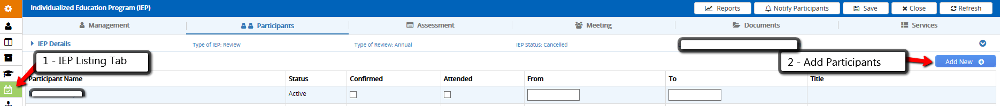 Individualized Education Program (IEP)
Reports
Notify Participants
Save
Close
Refresh
Management
Participants
Assessment
Meeting
Documents
Services
IEP Details
Type of IEP: Review
Type of Review: Annual
IEP Status: Cancelled
1 - IEP Listing Tab
2 - Add Participants
Add New
Participant Name
Status
Confirmed
Attended
From
To
Title
Active